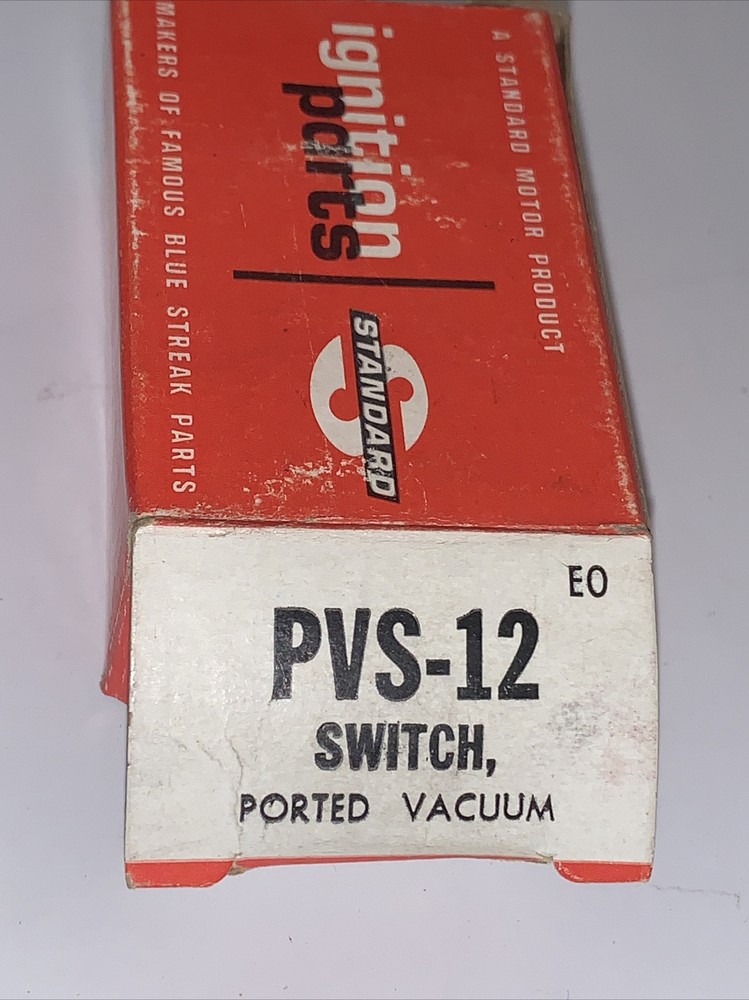 A STANDARD MOTOR PRODUCT
ignition
parts
STANDARD
MAKERS OF FAMOUS BLUE STREAK PARTS
EO
PVS-12
SWITCH,
PORTED VACUUM